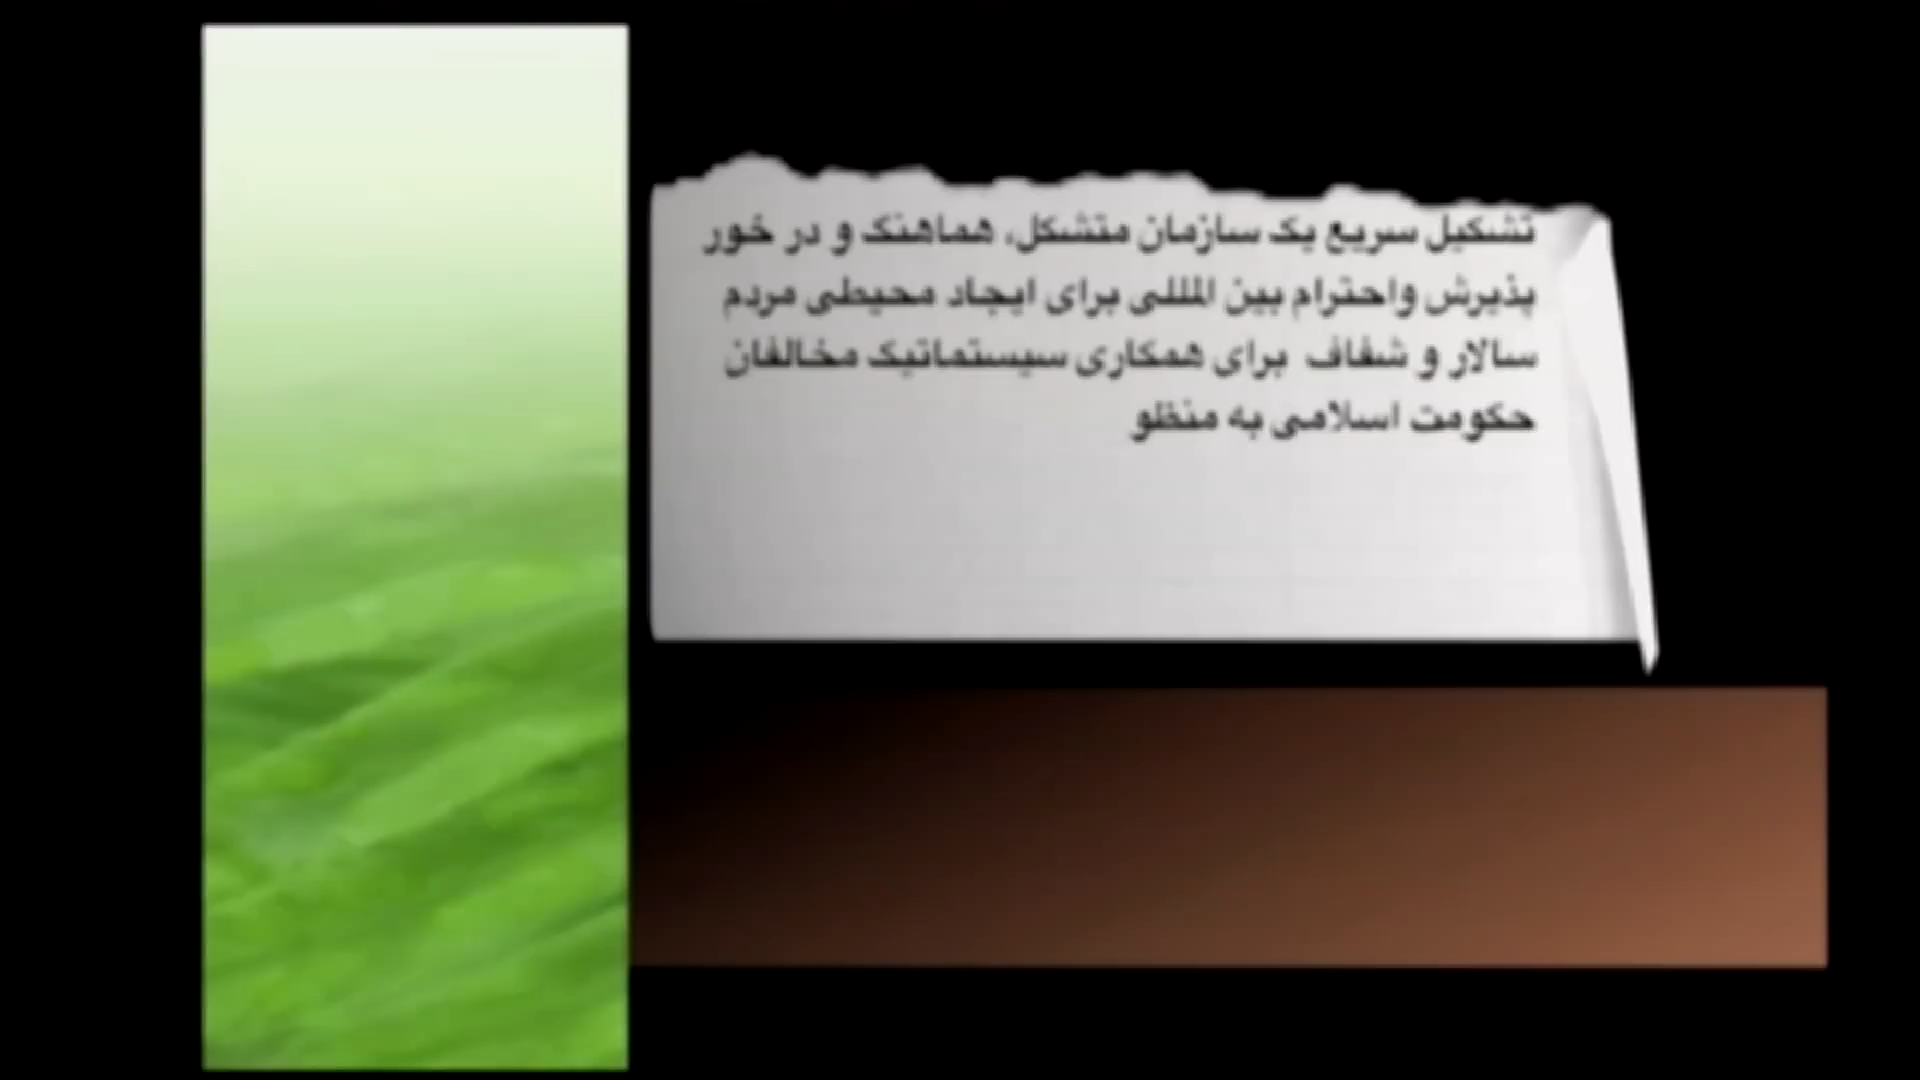 تشکیل سریع یک سازمان متشکل، هماهنگ و در خور
پذیرش واحترام بین المللی برای ایجاد محیطی مردم
سالار و شفاف برای همکاری سیستماتیک مخالفان
حکومت اسلامی به منظو